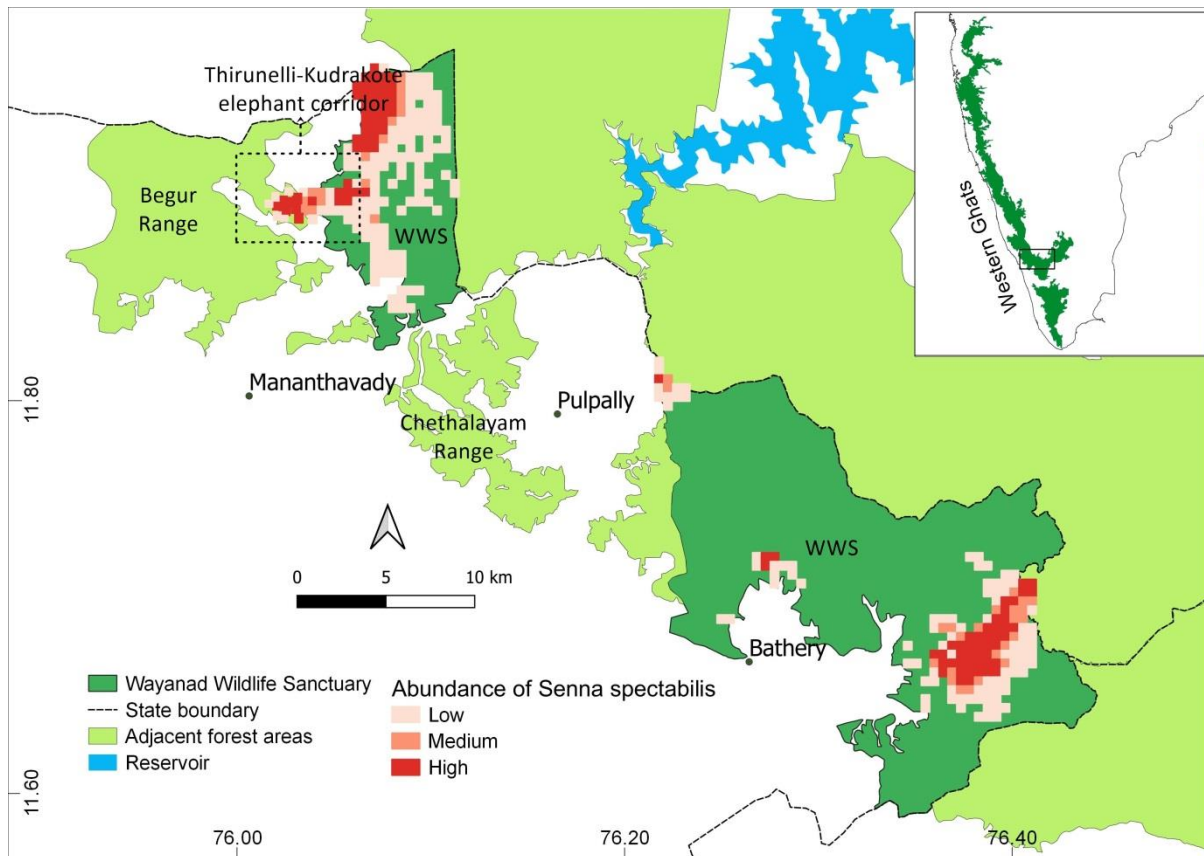 Thirunelli-Kudrakote
elephant corridor
Begur
Range
WWS
Western Ghats
Mananthavady
Pulpally
Chethalayam
Range
WWS
Bathery
0 5 10 km
Wayanad Wildlife Sanctuary
State boundary
Adjacent forest areas
Reservoir
Abundance of Senna spectabilis
Low
Medium
High
11.80
11.60
76.00 76.20 76.40